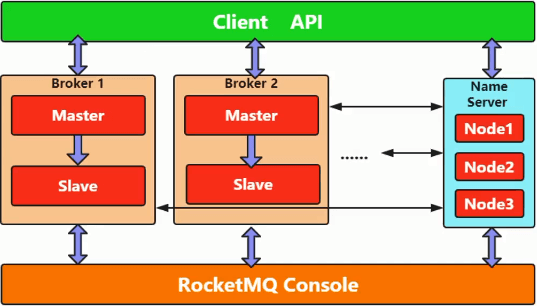 Client API
Broker 1
Master
Slave
Broker 2
Master
Slave
......
Name
Server
Node1
Node2
Node3
RocketMQ Console